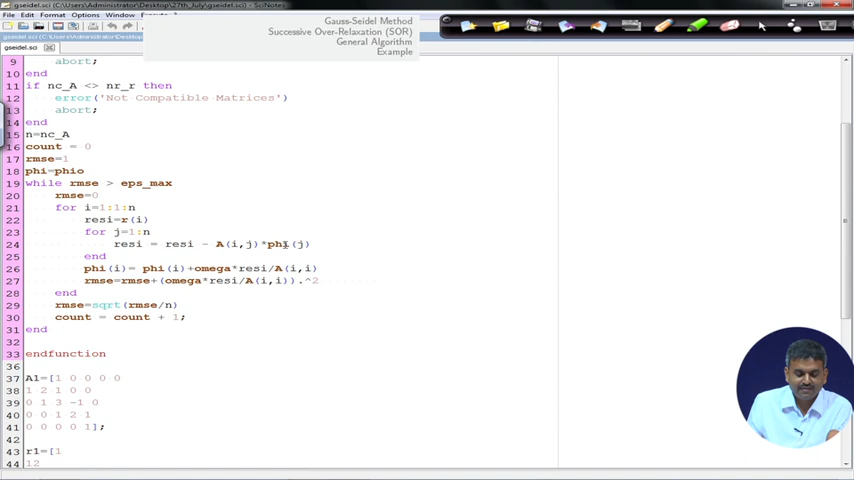 gseidel.sci (C:\Users\Administrator\Desktop\27th_July\gseidel.sci) - SciNotes
File Edit Format Options Window
Gauss-Seidel Method
Successive Over-Relaxation (SOR)
General Algorithm
Example
gseidel.sci (C:\Users\Administrator\Desktop
gseidel.sci
9 abort;
10 end
11 if nc_A <> nr_r then
12 error('Not Compatible Matrices')
13 abort;
14 end
15 n=nc_A
16 count = 0
17 rmse=1
18 phi=phio
19 while rmse > eps_max
20 rmse=0
21 for i=1:1:n
22 resi=r(i)
23 for j=1:n
24 resi = resi - A(i,j)*phi(j)
25 end
26 phi(i)= phi(i)+omega*resi/A(i,i)
27 rmse=rmse+(omega*resi/A(i,i)).^2
28 end
29 rmse=sqrt(rmse/n)
30 count = count + 1;
31 end
33 endfunction
36
37 A1=[1 0 0 0 0
38 1 2 1 0 0
39 0 1 3 -1 0
40 0 0 1 2 1
41 0 0 0 0 1];
42
43 r1=[1
44 12